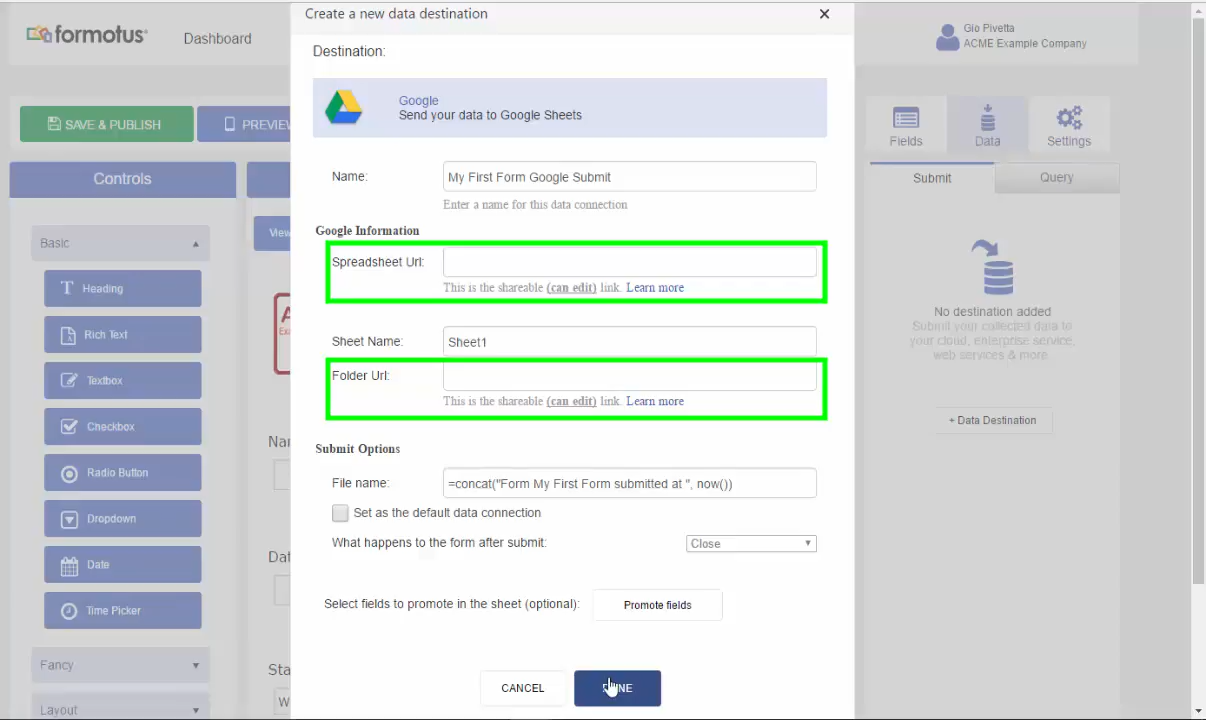 Create a new data destination
formotus
Dashboard
Gio Pivetta
ACME Example Company
Destination:
Google
Send your data to Google Sheets
SAVE & PUBLISH
PREVIEW
Fields
Data
Settings
Controls
Name:
My First Form Google Submit
Enter a name for this data connection
Submit
Query
Google Information
View
Basic
Spreadsheet Url:
This is the shareable (can edit) link. Learn more
Heading
Rich Text
Textbox
Checkbox
Radio Button
Dropdown
Date
Time Picker
Fancy
Layout
No destination added
Submit your collected data to
your cloud, enterprise service,
web services & more.
+ Data Destination
Sheet Name:
Sheet1
Folder Url:
This is the shareable (can edit) link. Learn more
Submit Options
File name:
=concat("Form My First Form submitted at ", now())
Set as the default data connection
What happens to the form after submit:
Close
Select fields to promote in the sheet (optional):
Promote fields
CANCEL